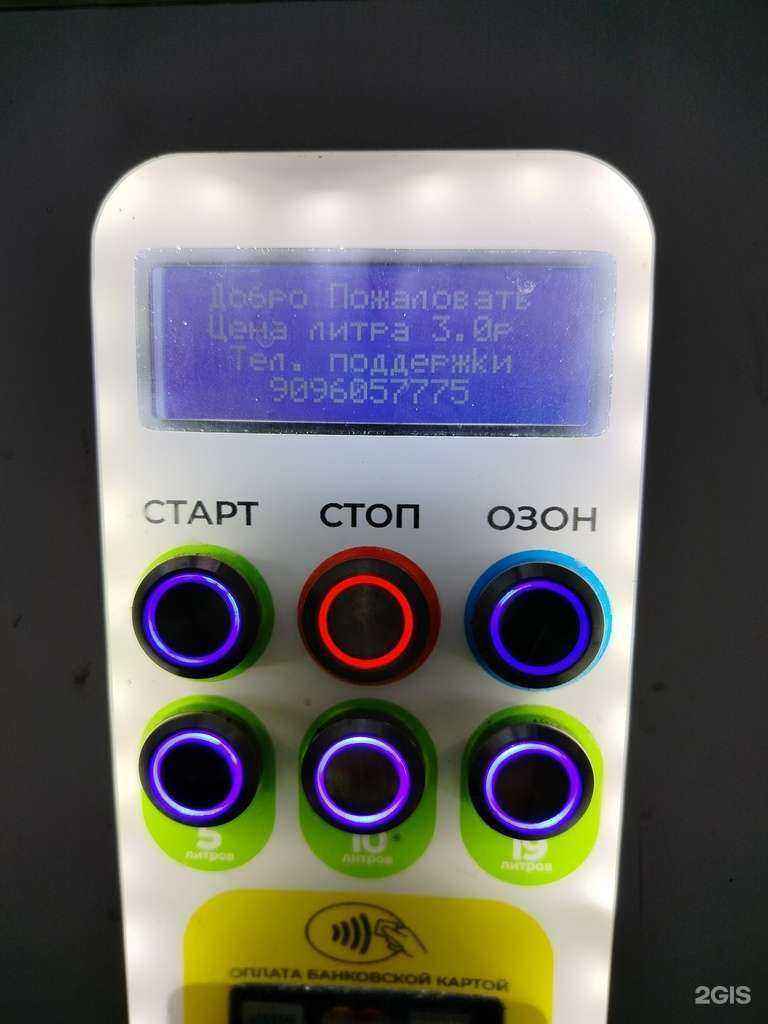 Добро Пожаловать
Цена литра 3.0р
Тел. поддержки
9096057775
СТАРТ СТОП ОЗОН
5 10 19
литров литров литров
ОПЛАТА БАНКОВСКОЙ КАРТОЙ
2GIS